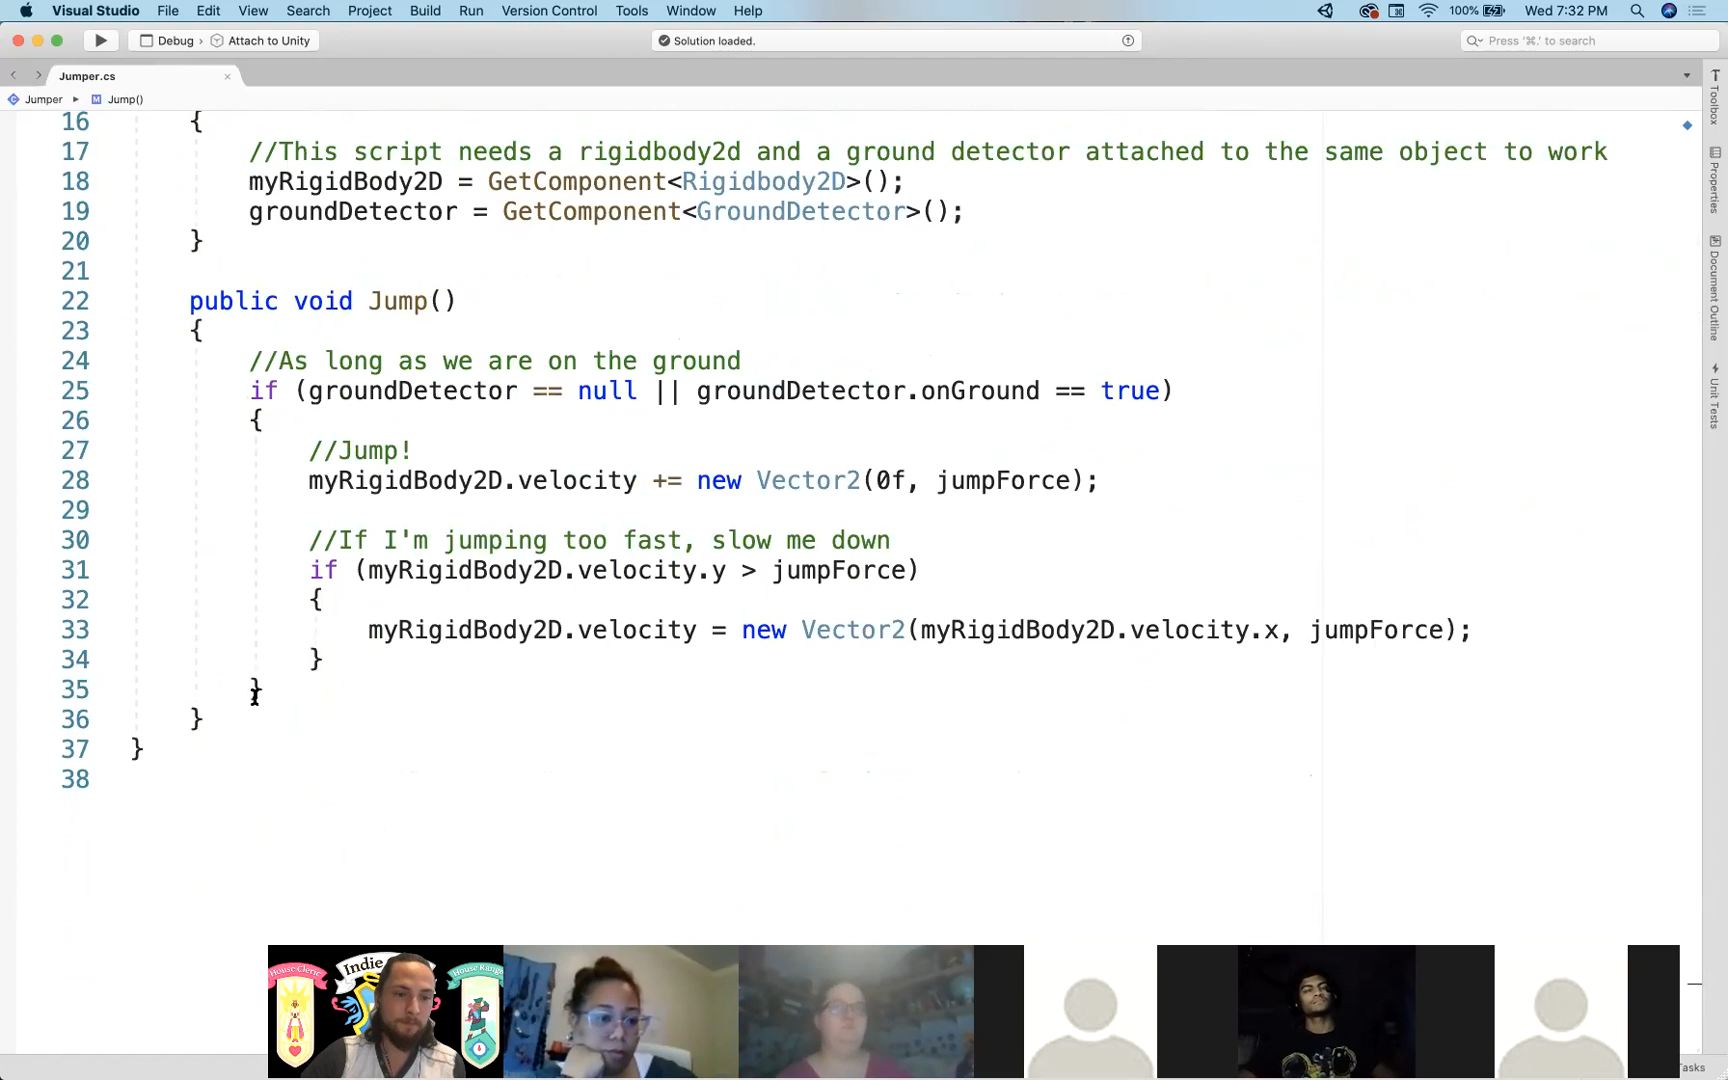 Visual Studio File Edit View Search Project Build Run Version Control Tools Window Help 100% Wed 7:32 PM
Debug › Attach to Unity Solution loaded. Press ‘⌘.’ to search
Jumper.cs
Jumper ▸ M Jump()
Toolbox
Properties
Document Outline
Unit Tests
16 {
17 //This script needs a rigidbody2d and a ground detector attached to the same object to work
18 myRigidBody2D = GetComponent<Rigidbody2D>();
19 groundDetector = GetComponent<GroundDetector>();
20 }
21
22 public void Jump()
23 {
24 //As long as we are on the ground
25 if (groundDetector == null || groundDetector.onGround == true)
26 {
27 //Jump!
28 myRigidBody2D.velocity += new Vector2(0f, jumpForce);
29
30 //If I'm jumping too fast, slow me down
31 if (myRigidBody2D.velocity.y > jumpForce)
32 {
33 myRigidBody2D.velocity = new Vector2(myRigidBody2D.velocity.x, jumpForce);
34 }
35 }
36 }
37 }
38
House Cleric
Indie
House Range
Tasks